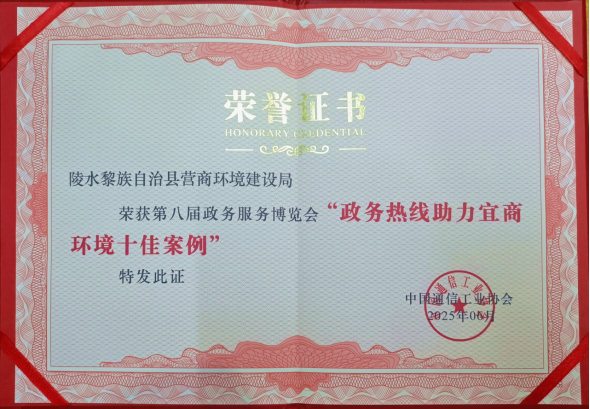 荣誉证书
HONORARY CREDENTIAL
陵水黎族自治县营商环境建设局
荣获第八届政务服务博览会“政务热线助力宜商
环境十佳案例”
特发此证
中国通信工业协会
2025年06月